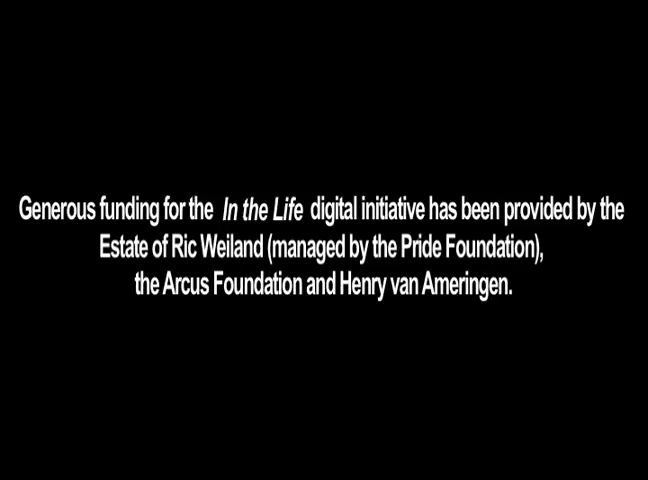 Generous funding for the In the Life digital initiative has been provided by the
Estate of Ric Weiland (managed by the Pride Foundation),
the Arcus Foundation and Henry van Ameringen.